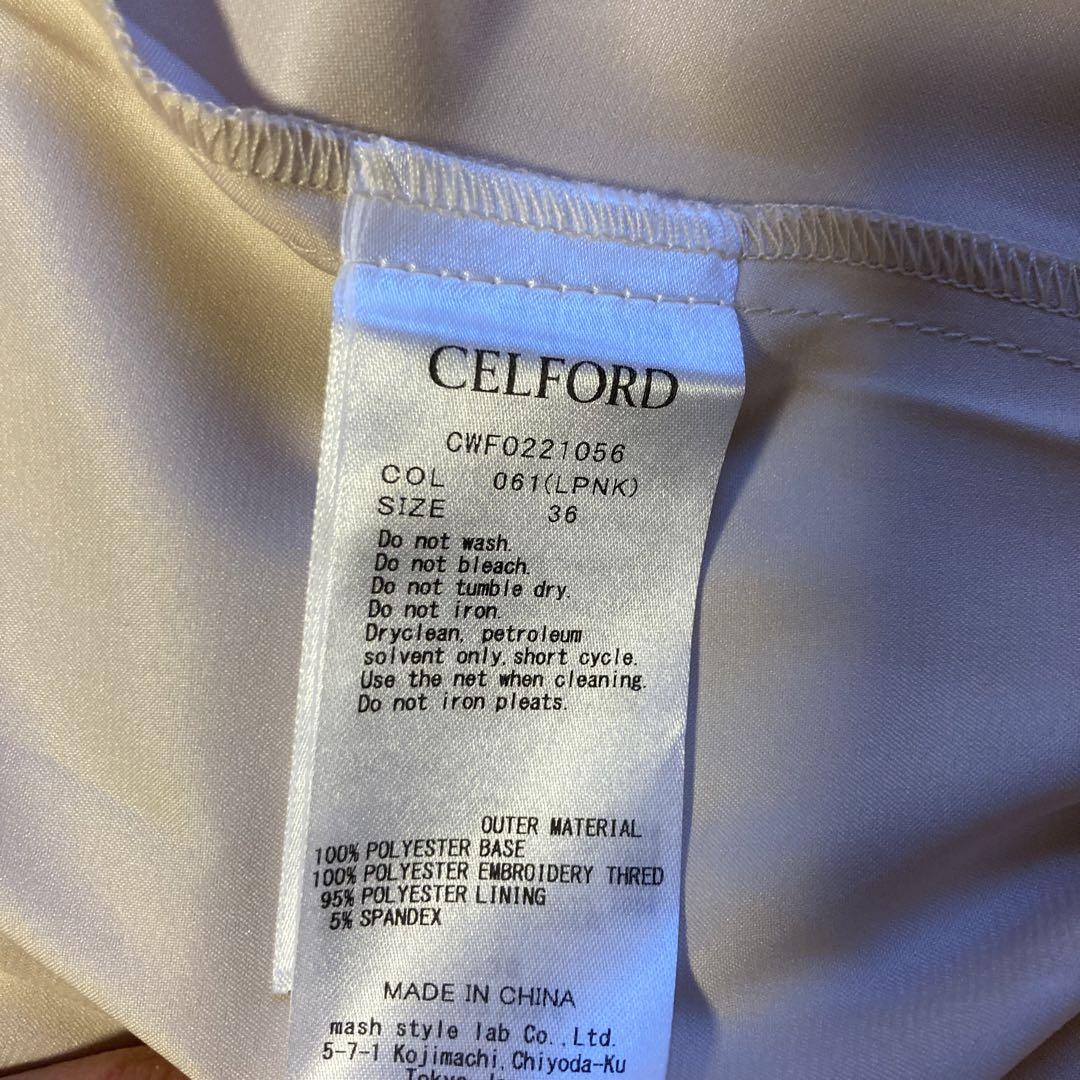 CELFORD
CWF0221056
COL 061(LPNK)
SIZE 36
Do not wash.
Do not bleach.
Do not tumble dry.
Do not iron.
Dryclean, petroleum
solvent only, short cycle.
Use the net when cleaning.
Do not iron pleats.
OUTER MATERIAL
100% POLYESTER BASE
100% POLYESTER EMBROIDERY THRED
95% POLYESTER LINING
5% SPANDEX
MADE IN CHINA
mash style lab Co.,Ltd.
5-7-1 Kojimachi, Chiyoda-Ku
Tokyo